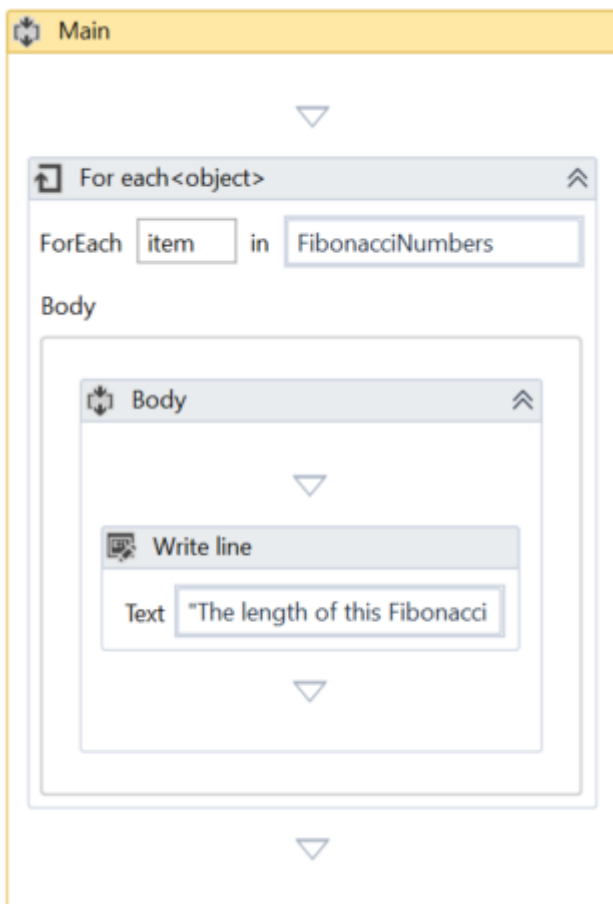 Main
For each<object>
ForEach item in FibonacciNumbers
Body
Body
Write line
Text "The length of this Fibonacci